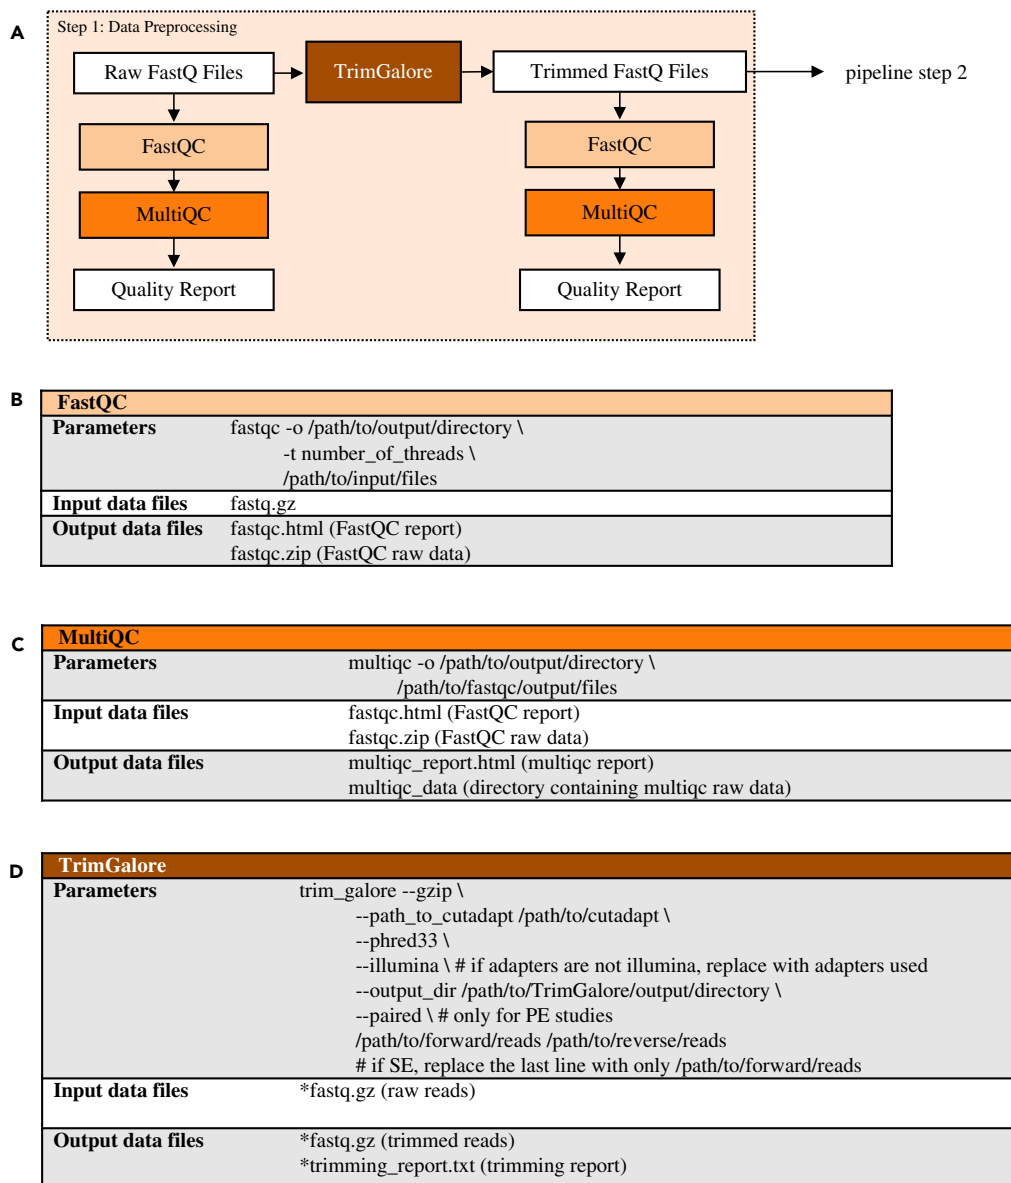 A
Step 1: Data Preprocessing
Raw FastQ Files
TrimGalore
Trimmed FastQ Files
pipeline step 2
FastQC
FastQC
MultiQC
MultiQC
Quality Report
Quality Report
B
FastQC
Parameters fastqc -o /path/to/output/directory \
-t number_of_threads \
/path/to/input/files
Input data files fastq.gz
Output data files fastqc.html (FastQC report)
fastqc.zip (FastQC raw data)
C
MultiQC
Parameters multiqc -o /path/to/output/directory \
/path/to/fastqc/output/files
Input data files fastqc.html (FastQC report)
fastqc.zip (FastQC raw data)
Output data files multiqc_report.html (multiqc report)
multiqc_data (directory containing multiqc raw data)
D
TrimGalore
Parameters trim_galore --gzip \
--path_to_cutadapt /path/to/cutadapt \
--phred33 \
--illumina \ # if adapters are not illumina, replace with adapters used
--output_dir /path/to/TrimGalore/output/directory \
--paired \ # only for PE studies
/path/to/forward/reads /path/to/reverse/reads
# if SE, replace the last line with only /path/to/forward/reads
Input data files *fastq.gz (raw reads)
Output data files *fastq.gz (trimmed reads)
*trimming_report.txt (trimming report)